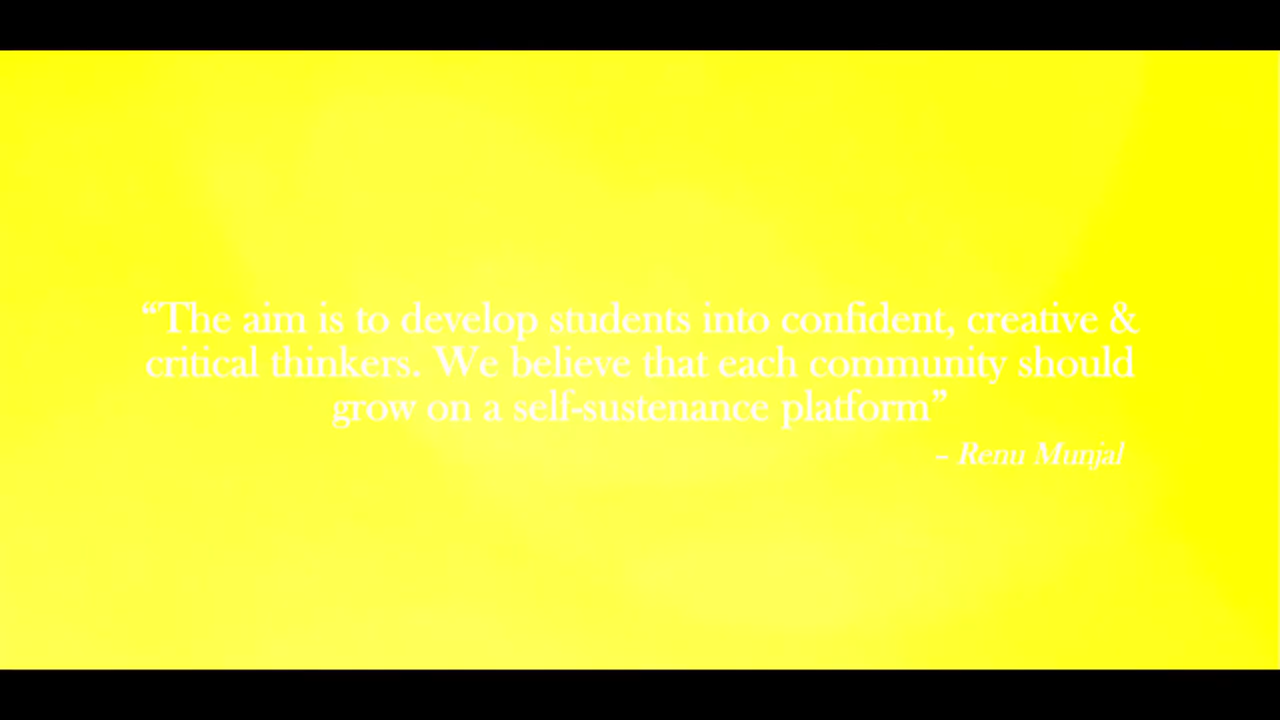 “The aim is to develop students into confident, creative &
critical thinkers. We believe that each community should
grow on a self-sustenance platform”
– Renu Munjal